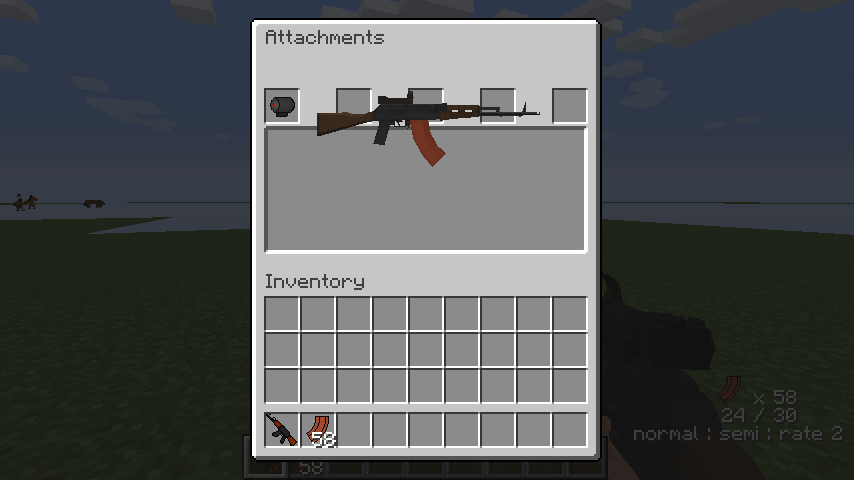 Attachments
Inventory
58
x 58
24 / 30
normal : semi : rate 2
58